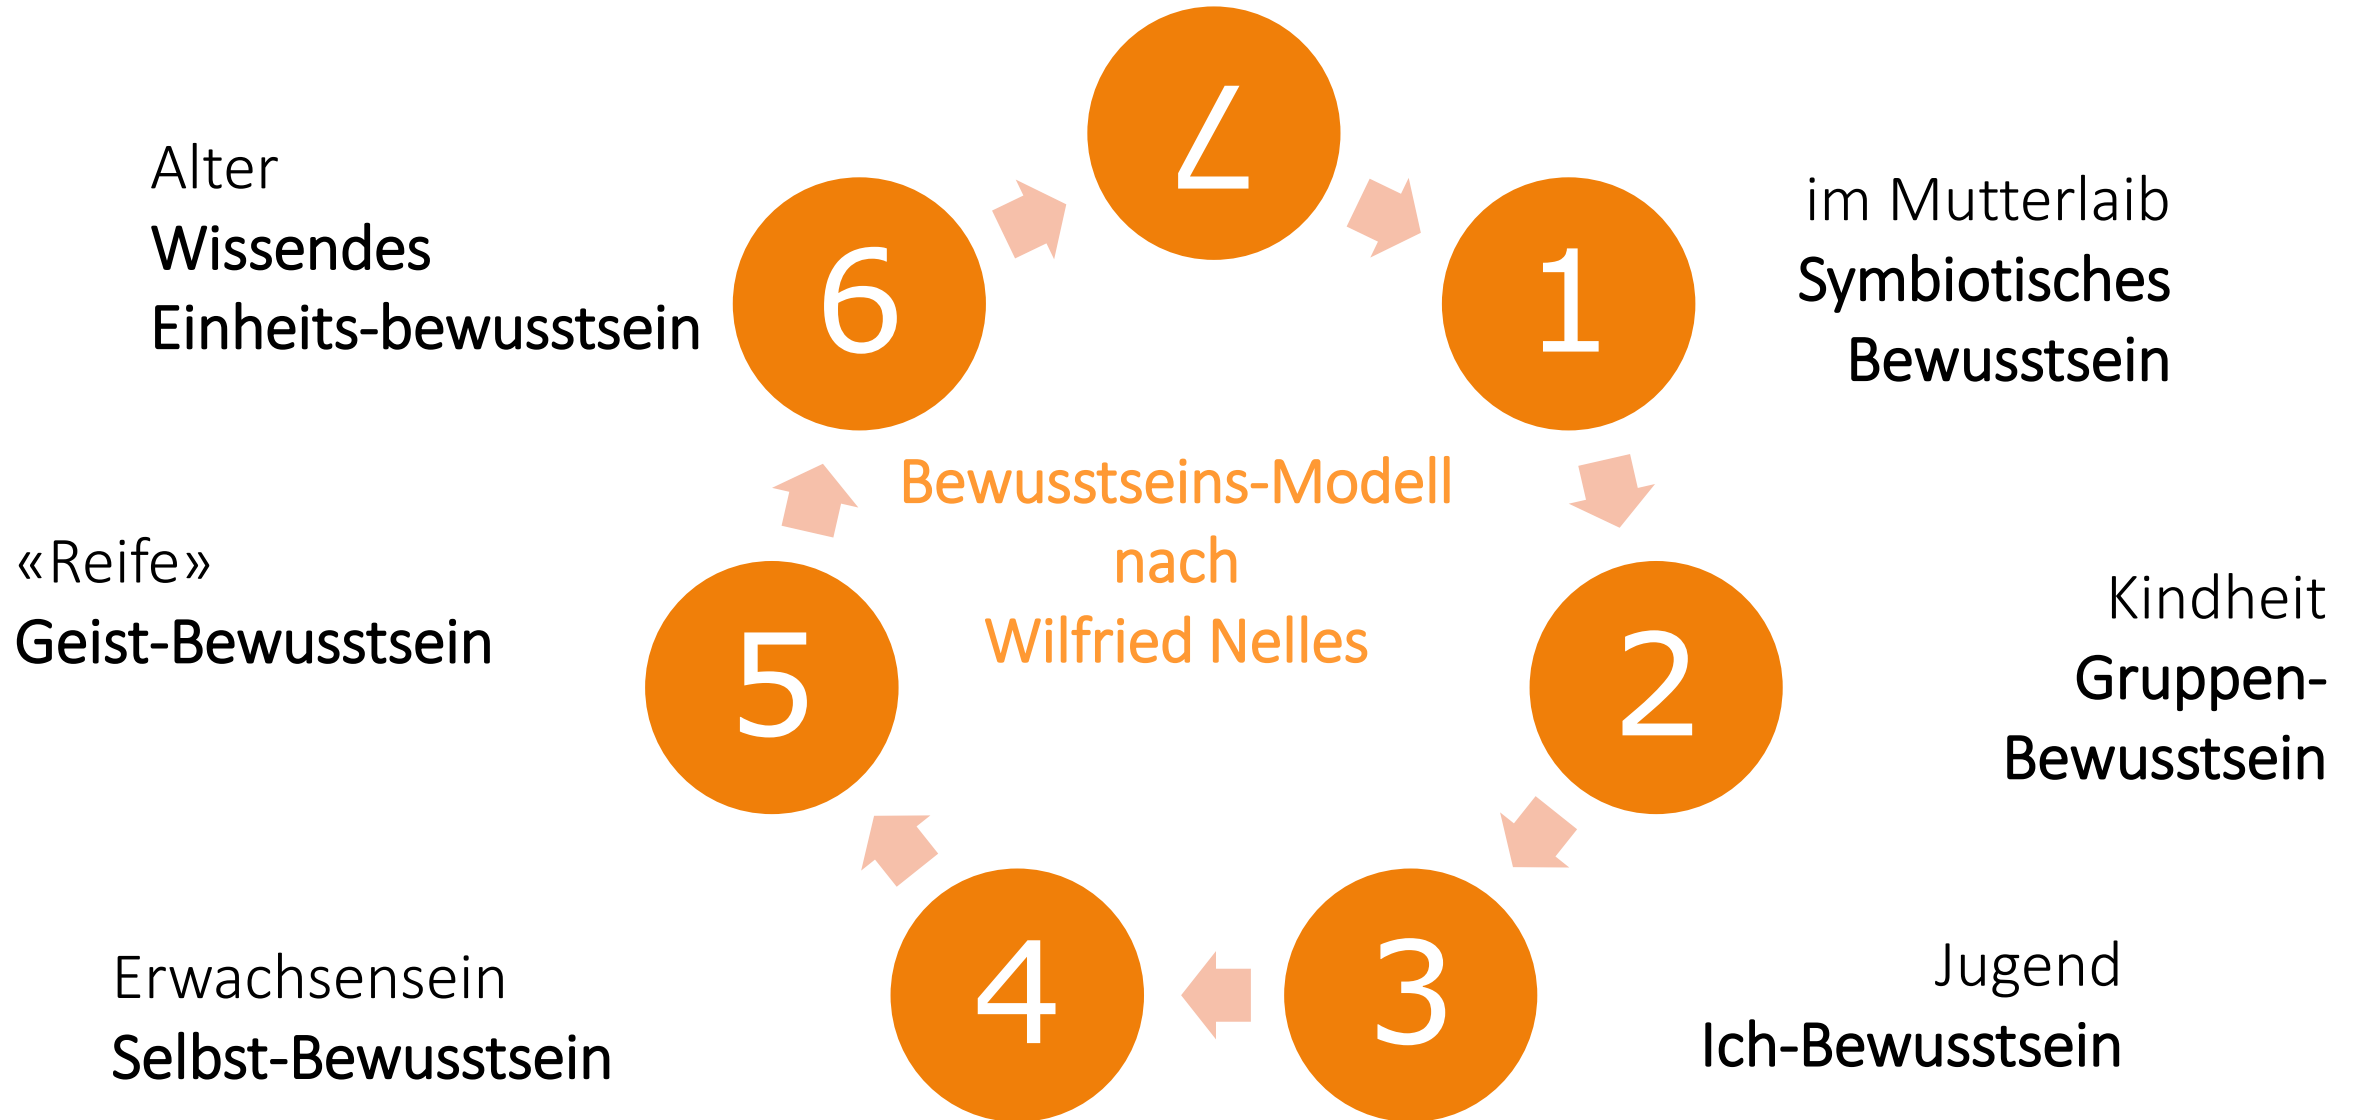 7
1
im Mutterlaib
Symbiotisches
Bewusstsein
2
Kindheit
Gruppen-
Bewusstsein
3
Jugend
Ich-Bewusstsein
4
Erwachsensein
Selbst-Bewusstsein
5
«Reife»
Geist-Bewusstsein
6
Alter
Wissendes
Einheits-bewusstsein
Bewusstseins-Modell
nach
Wilfried Nelles